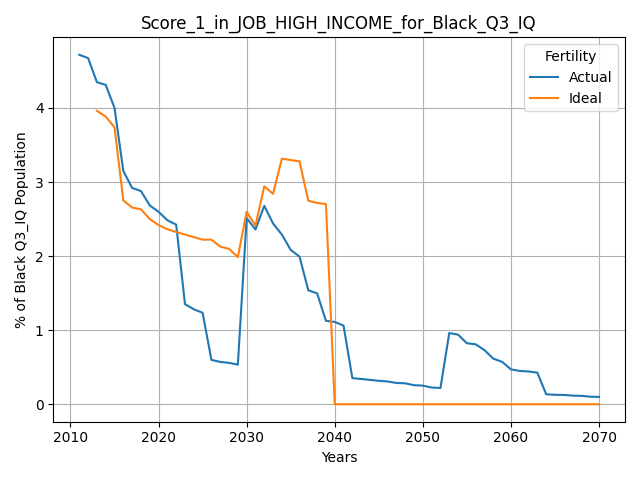 Score_1_in_JOB_HIGH_INCOME_for_Black_Q3_IQ
Fertility
Actual
Ideal
% of Black Q3_IQ Population
4
3
2
1
0
2010 2020 2030 2040 2050 2060 2070
Years